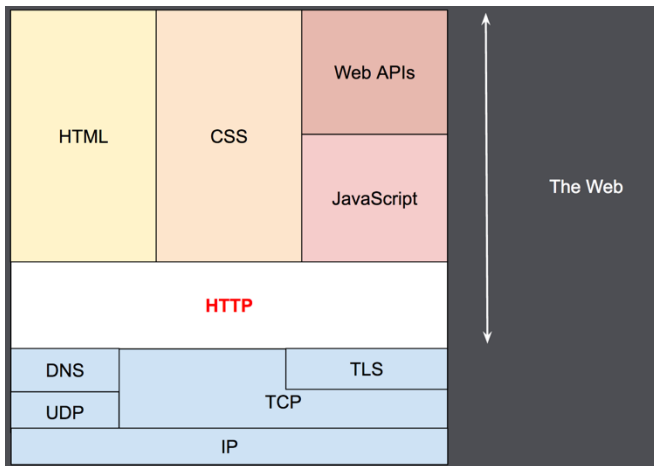 HTML
CSS
Web APIs
JavaScript
The Web
HTTP
DNS
TLS
UDP
TCP
IP